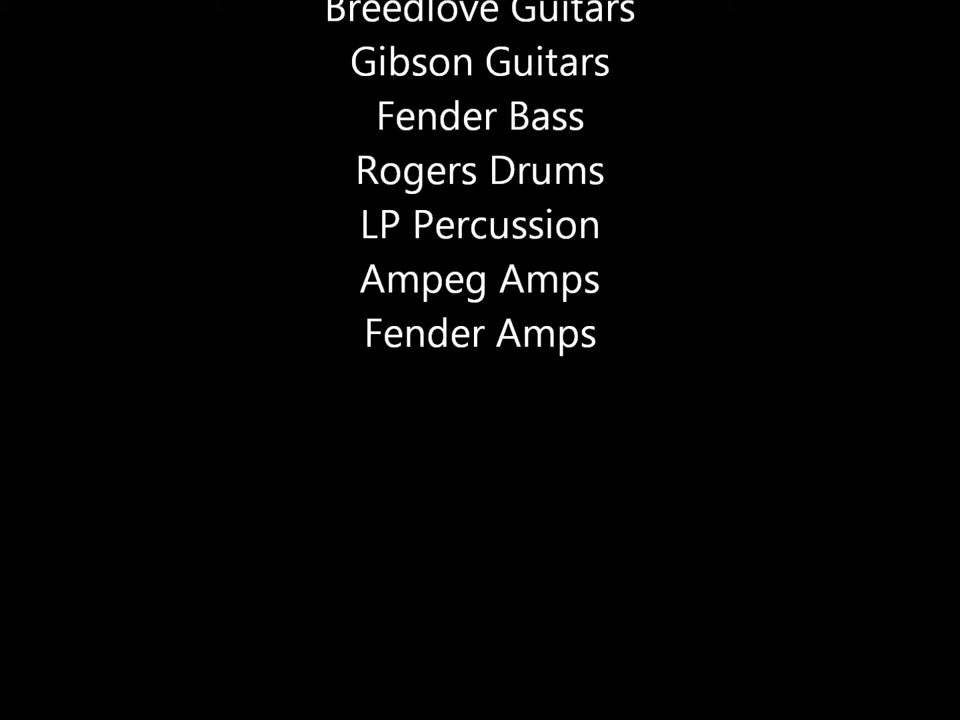 Breedlove Guitars
Gibson Guitars
Fender Bass
Rogers Drums
LP Percussion
Ampeg Amps
Fender Amps